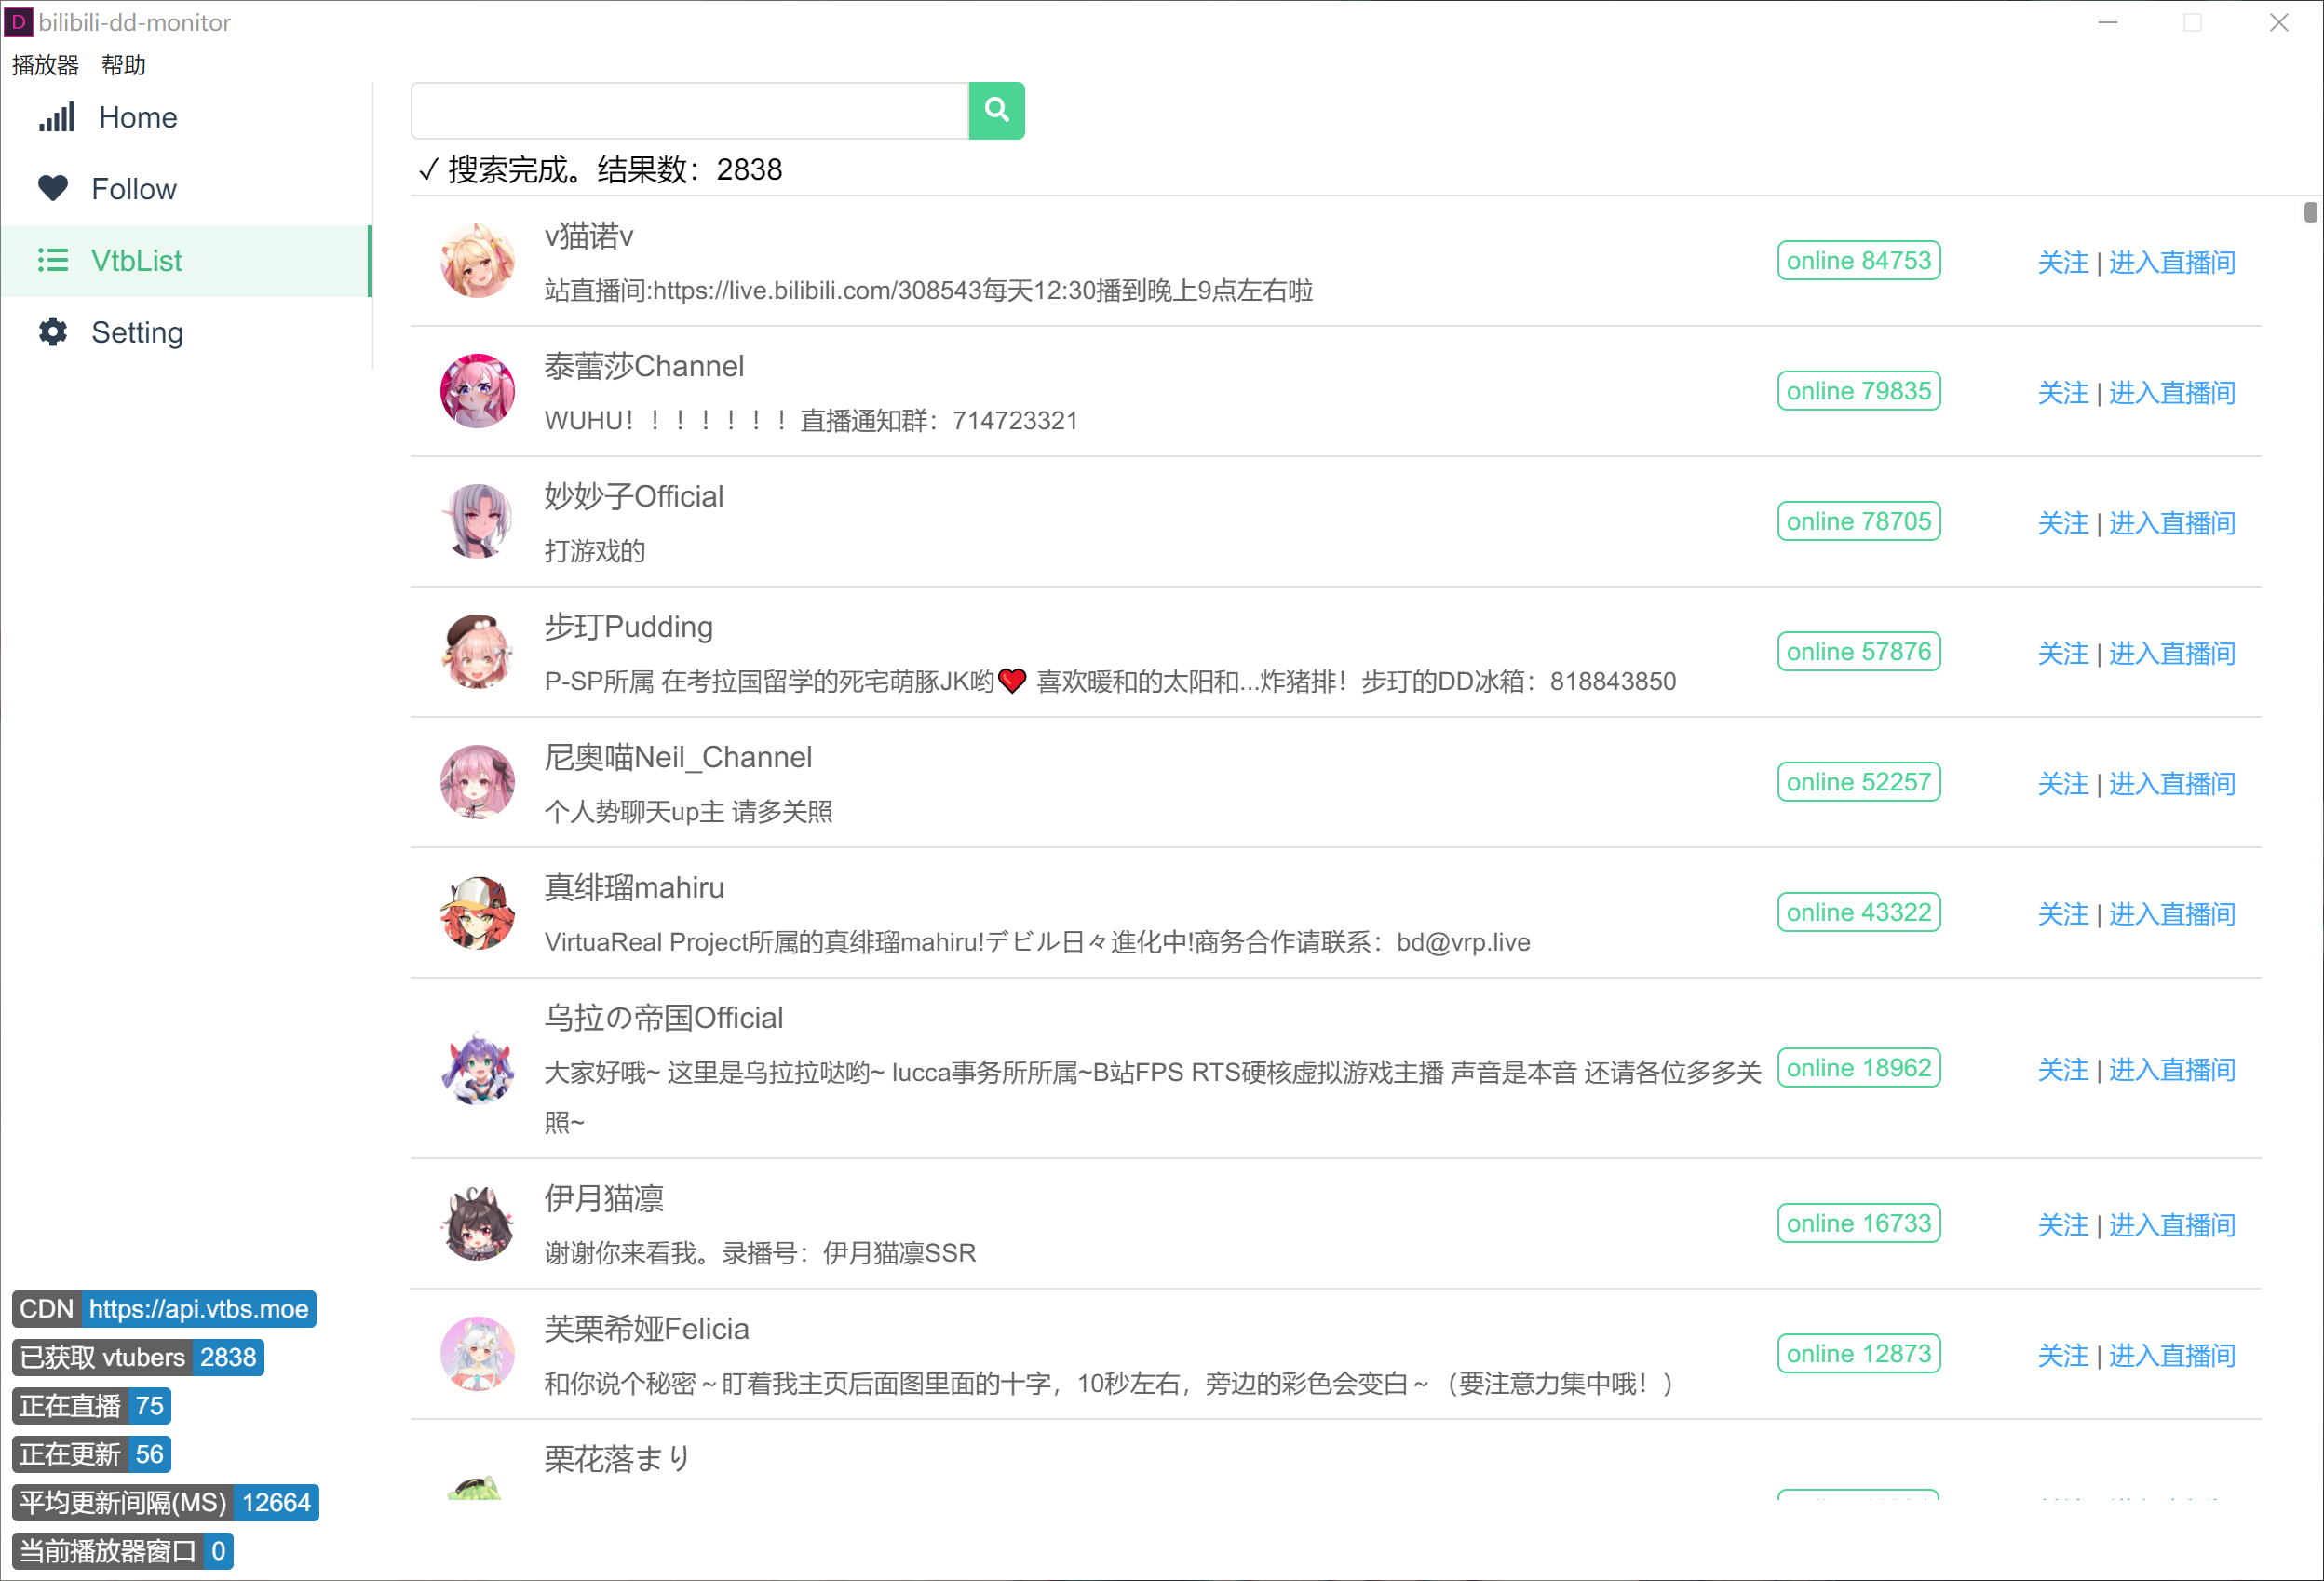 D bilibili-dd-monitor
播放器 帮助
Home
Follow
VtbList
Setting
✓ 搜索完成。结果数：2838
v猫诺v
站直播间:https://live.bilibili.com/308543每天12:30播到晚上9点左右啦
online 84753
关注 | 进入直播间
泰蕾莎Channel
WUHU！！！！！！！直播通知群：714723321
online 79835
关注 | 进入直播间
妙妙子Official
打游戏的
online 78705
关注 | 进入直播间
步玎Pudding
P-SP所属 在考拉国留学的死宅萌豚JK哟❤️ 喜欢暖和的太阳和...炸猪排！步玎的DD冰箱：818843850
online 57876
关注 | 进入直播间
尼奥喵Neil_Channel
个人势聊天up主 请多关照
online 52257
关注 | 进入直播间
真绯瑠mahiru
VirtuaReal Project所属的真绯瑠mahiru!デビル日々進化中!商务合作请联系：bd@vrp.live
online 43322
关注 | 进入直播间
乌拉の帝国Official
大家好哦~ 这里是乌拉拉哒哟~ lucca事务所所属~B站FPS RTS硬核虚拟游戏主播 声音是本音 还请各位多多关
照~
online 18962
关注 | 进入直播间
伊月猫凛
谢谢你来看我。录播号：伊月猫凛SSR
online 16733
关注 | 进入直播间
芙栗希娅Felicia
和你说个秘密～盯着我主页后面图里面的十字，10秒左右，旁边的彩色会变白～（要注意力集中哦！）
online 12873
关注 | 进入直播间
栗花落まり
CDN https://api.vtbs.moe
已获取 vtubers 2838
正在直播 75
正在更新 56
平均更新间隔(MS) 12664
当前播放器窗口 0